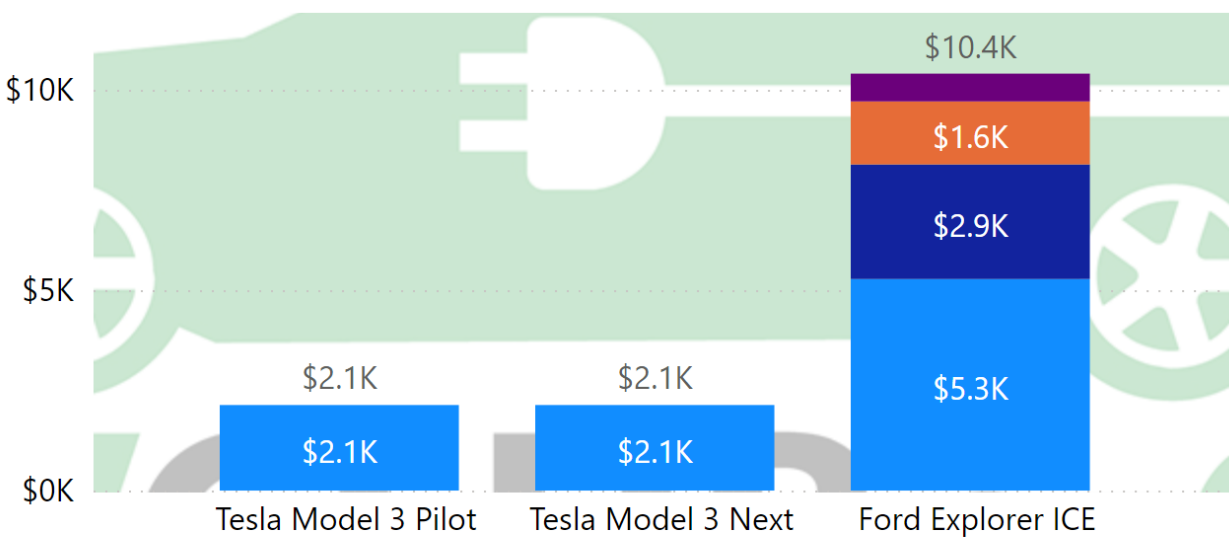 $10.4K
$10K
$1.6K
$2.9K
$5K
$2.1K
$2.1K
$5.3K
$2.1K
$2.1K
$0K
Tesla Model 3 Pilot
Tesla Model 3 Next
Ford Explorer ICE